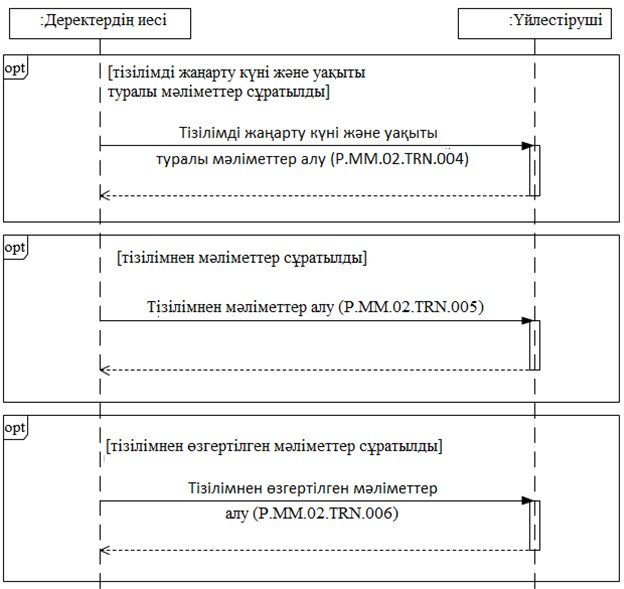 :Деректердің иесі
:Үйлестіруші
opt
[тізілімді жаңарту күні және уақыты
туралы мәліметтер сұратылды]
Тізілімді жаңарту күні және уақыты
туралы мәліметтер алу (P.MM.02.TRN.004)
opt
[тізілімнен мәліметтер сұратылды]
Тізілімнен мәліметтер алу (P.MM.02.TRN.005)
opt
[тізілімнен өзгертілген мәліметтер сұратылды]
Тізілімнен өзгертілген мәліметтер
алу (P.MM.02.TRN.006)